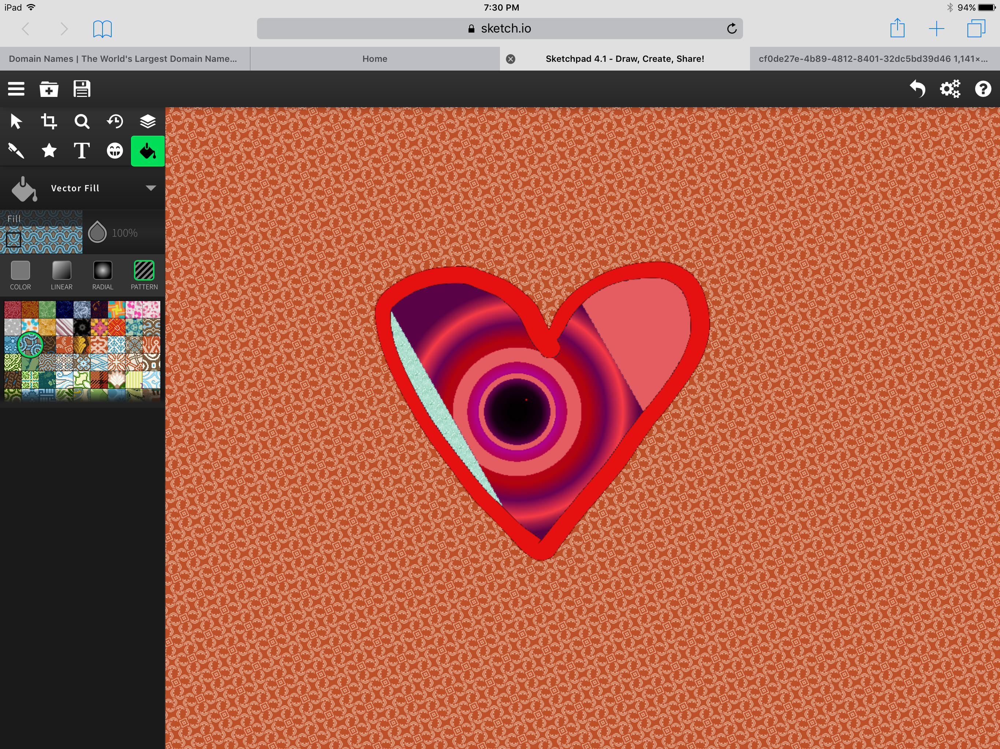 iPad
7:30 PM
94%
sketch.io
Domain Names | The World's Largest Domain Name...
Home
Sketchpad 4.1 - Draw, Create, Share!
cf0de27e-4b89-4812-8401-32dc5bd39d46 1,141×...
T
Vector Fill
Fill
100%
COLOR
LINEAR
RADIAL
PATTERN